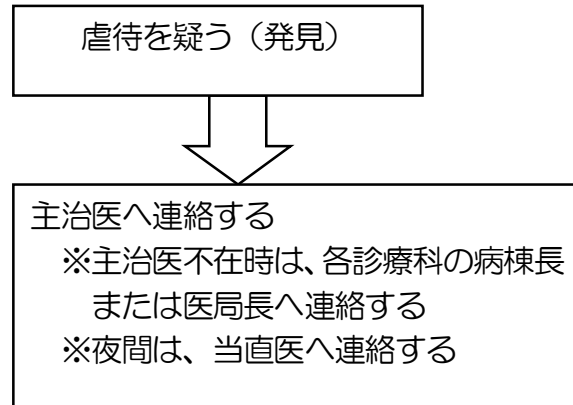 虐待を疑う（発見）
主治医へ連絡する
※主治医不在時は、各診療科の病棟長
または医局長へ連絡する
※夜間は、当直医へ連絡する